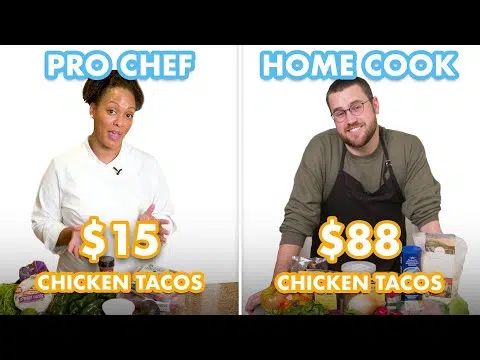 PRO CHEF
HOME COOK
$15
$88
CHICKEN TACOS
CHICKEN TACOS